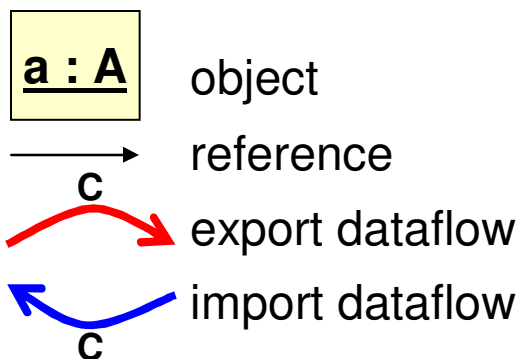 a : A
object
reference
C
export dataflow
import dataflow
C